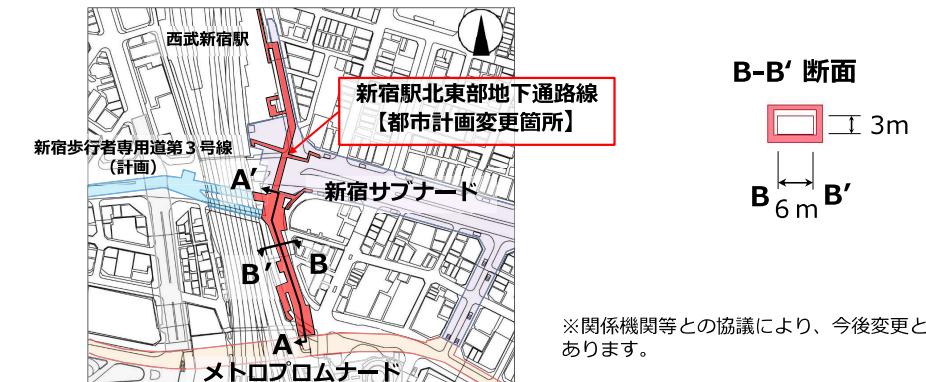 西武新宿駅
新宿駅北東部地下通路線
【都市計画変更箇所】
新宿歩行者専用道第３号線
（計画）
A’
新宿サブナード
B’
B
A
メトロプロムナード
B-B‘ 断面
3m
B
B’
6ｍ
※関係機関等との協議により、今後変更と
あります。